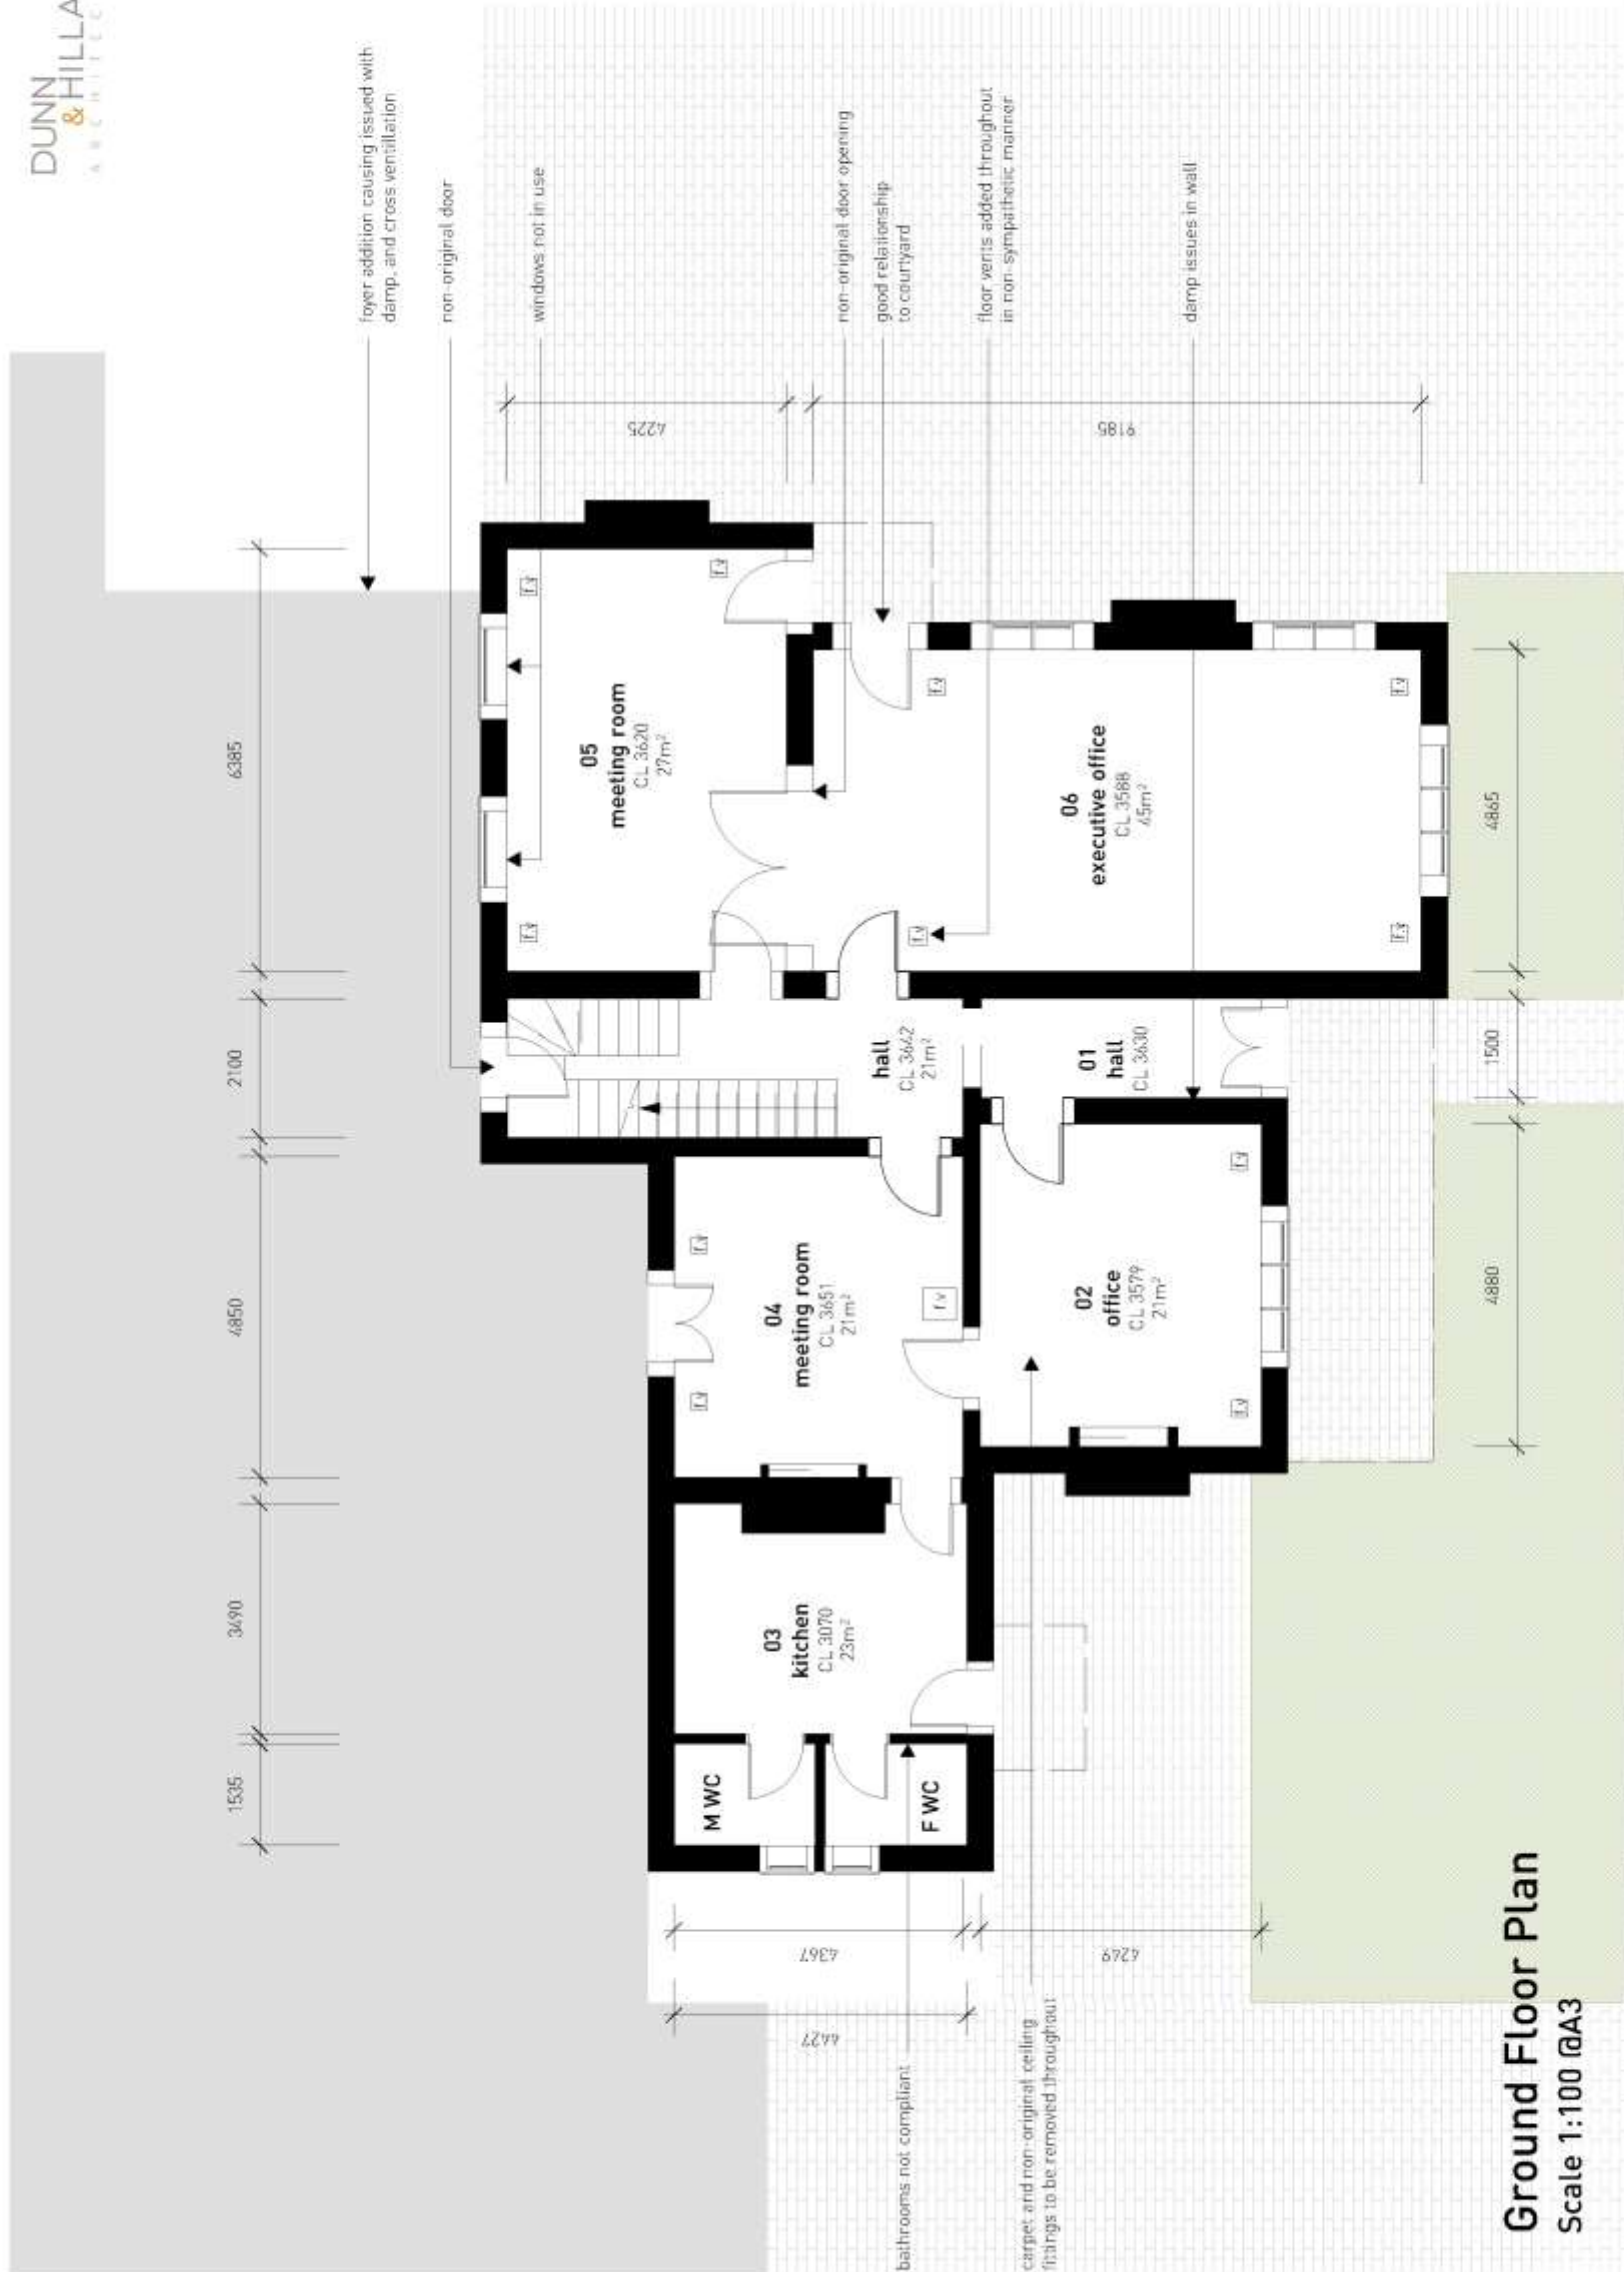 DUNN
&HILLA
ARCHITEC
foyer addition causing issued with
damp, and cross ventillation
non-original door
windows not in use
non-original door opening
good relationship
to courtyard
floor vents added throughout
in non-sympathetic manner
damp issues in wall
1535
3490
4850
2100
6385
4225
9185
05
meeting room
CL 3620
27m²
f.v
f.v
f.v
06
executive office
CL 3588
45m²
f.v
f.v
f.v
f.v
hall
CL 3642
21m²
01
hall
CL 3630
04
meeting room
CL 3651
21m²
f.v
f.v
f.v
02
office
CL 3579
21m²
f.v
f.v
03
kitchen
CL 3070
23m²
M WC
F WC
4367
4427
4249
4880
1500
4865
bathrooms not compliant
carpet and non-original ceiling
fittings to be removed throughout
Ground Floor Plan
Scale 1:100 @A3